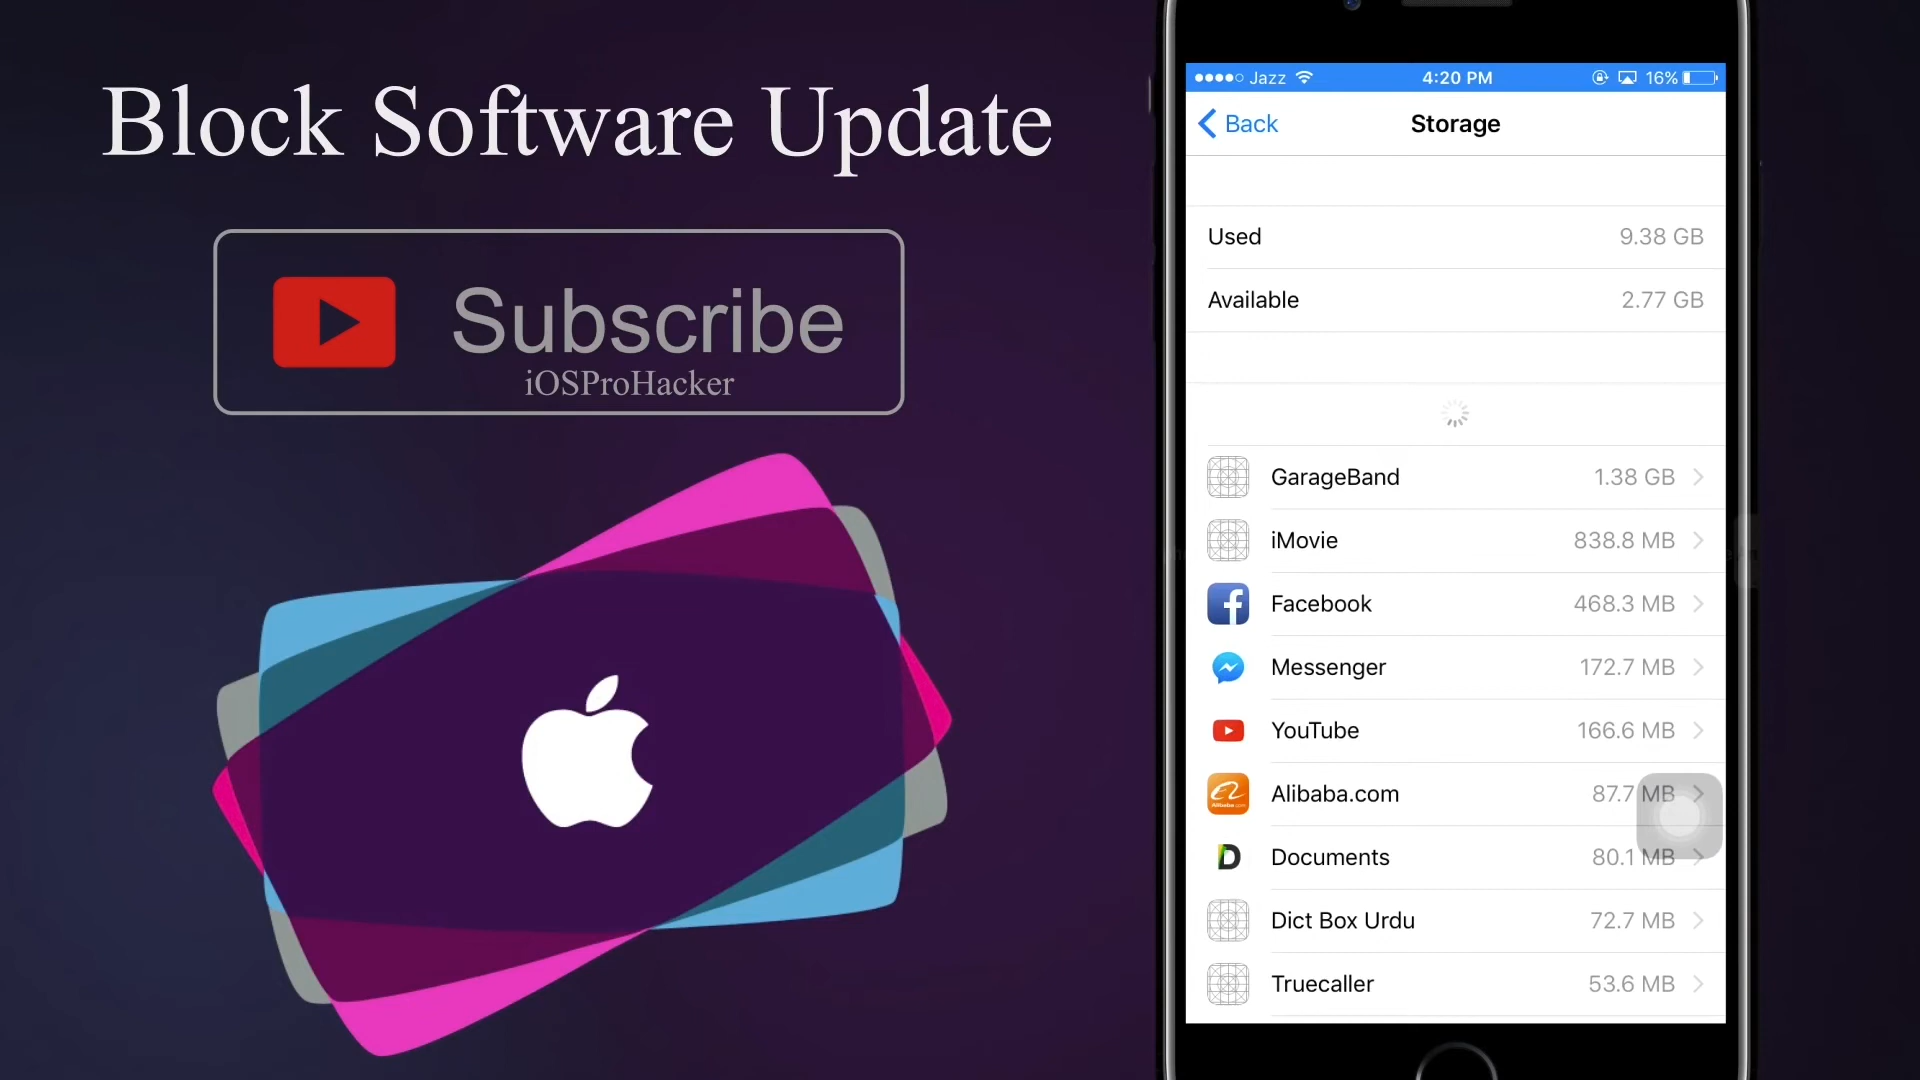 Block Software Update
Subscribe
iOSProHacker
Jazz 4:20 PM 16%
Back Storage
Used 9.38 GB
Available 2.77 GB
GarageBand 1.38 GB
iMovie 838.8 MB
Facebook 468.3 MB
Messenger 172.7 MB
YouTube 166.6 MB
Alibaba.com 87.7 MB
Documents 80.1 MB
Dict Box Urdu 72.7 MB
Truecaller 53.6 MB